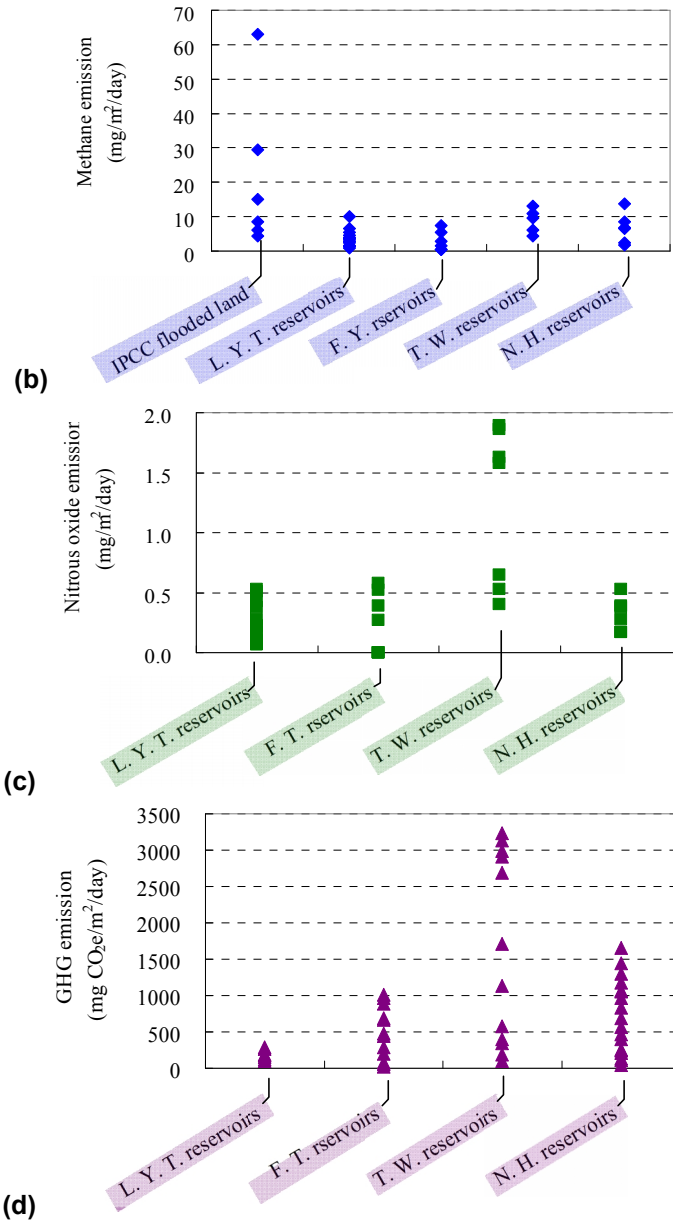 70
60
50
40
30
20
10
0
Methane emission
(mg/m²/day)
IPCC flooded land
L. Y. T. reservoirs
F. Y. rservoirs
T. W. reservoirs
N. H. reservoirs
(b)
2.0
1.5
1.0
0.5
0.0
Nitrous oxide emission
(mg/m²/day)
L. Y. T. reservoirs
F. T. rservoirs
T. W. reservoirs
N. H. reservoirs
(c)
3500
3000
2500
2000
1500
1000
500
0
GHG emission
(mg CO₂e/m²/day)
L. Y. T. reservoirs
F. T. rservoirs
T. W. reservoirs
N. H. reservoirs
(d)